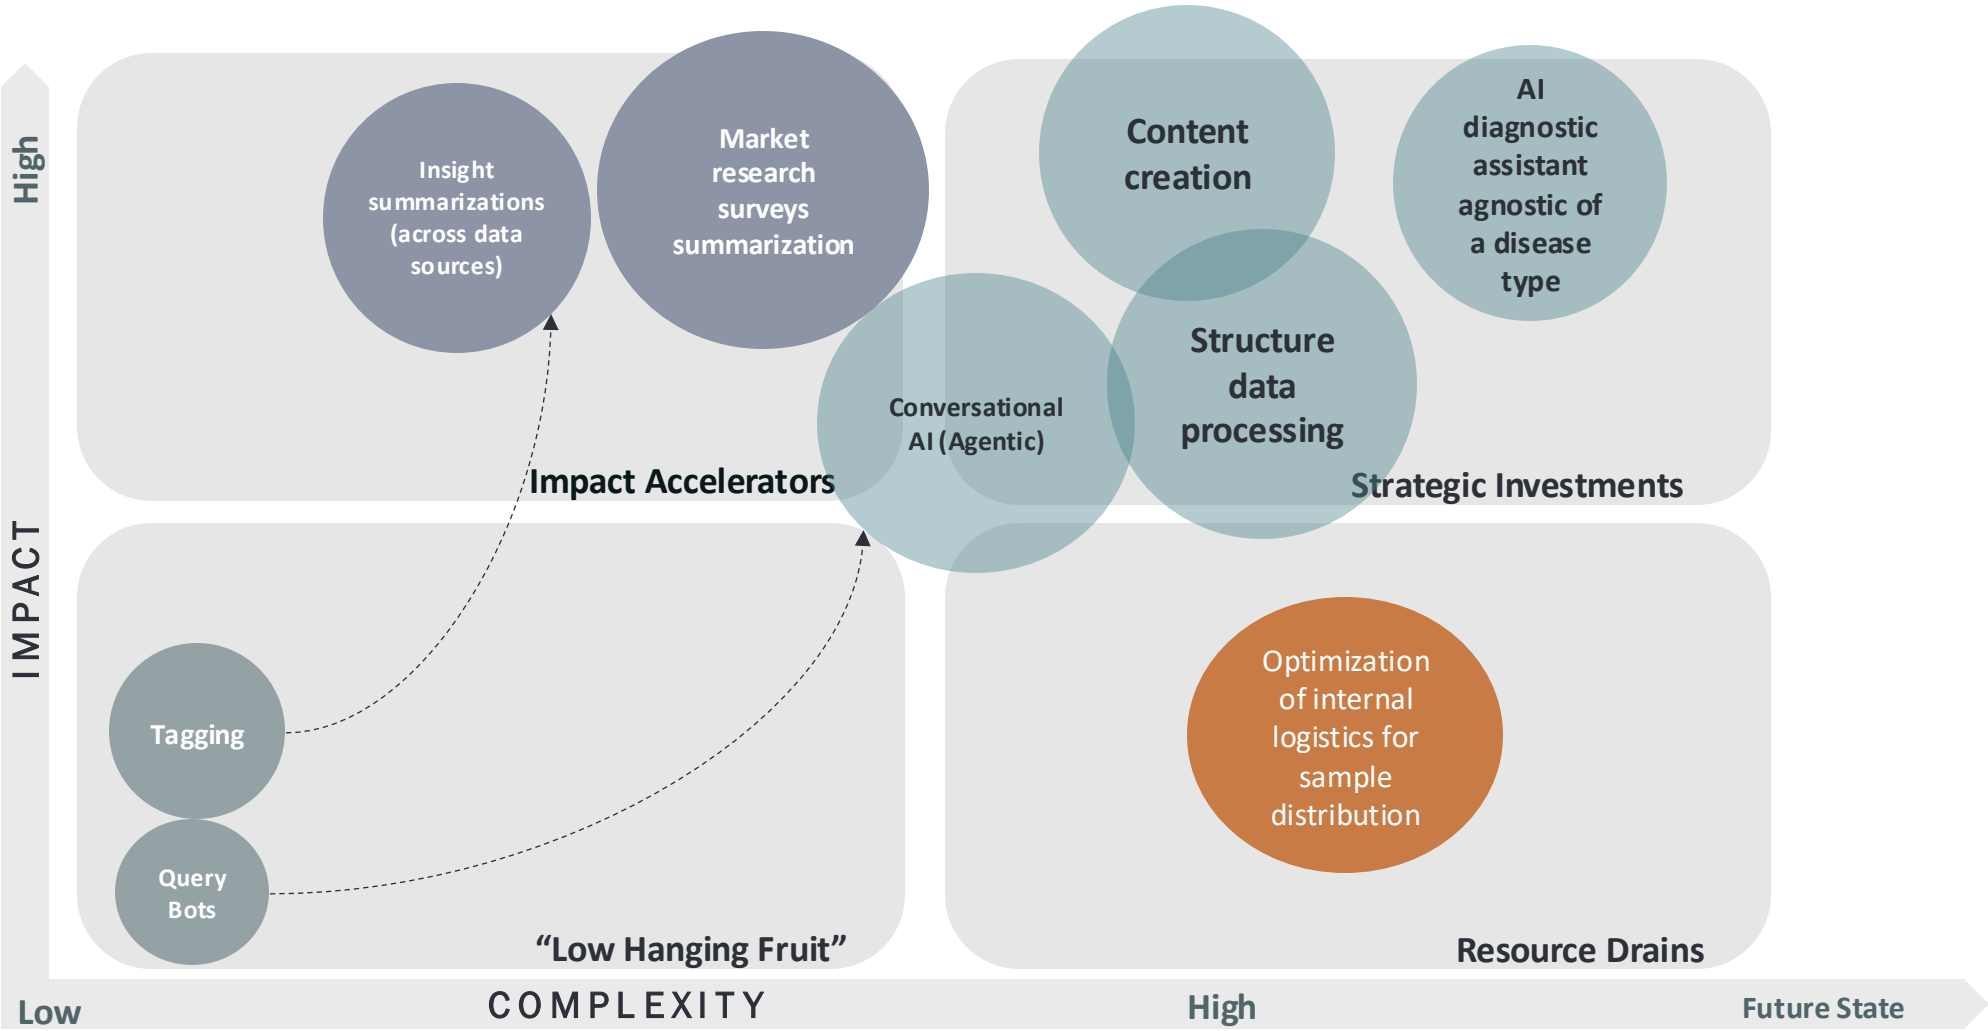 High
IMPACT
Low
Insight
summarizations
(across data
sources)
Market
research
surveys
summarization
Impact Accelerators
Content
creation
AI
diagnostic
assistant
agnostic of
a disease
type
Structure
data
processing
Conversational
AI (Agentic)
Strategic Investments
Tagging
Query
Bots
“Low Hanging Fruit”
Optimization
of internal
logistics for
sample
distribution
Resource Drains
COMPLEXITY
High
Future State